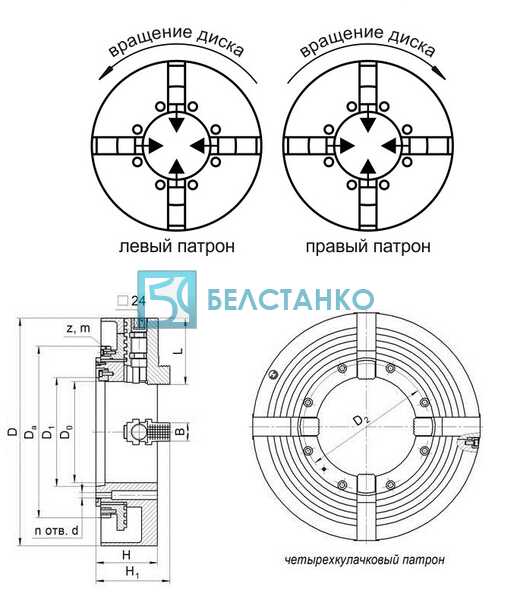 вращение диска
вращение диска
левый патрон
правый патрон
БЕЛСТАНКО
□ 24
z, m
L
D
Da
D1
D0
B
D2
n отв. d
H
H1
четырехкулачковый патрон